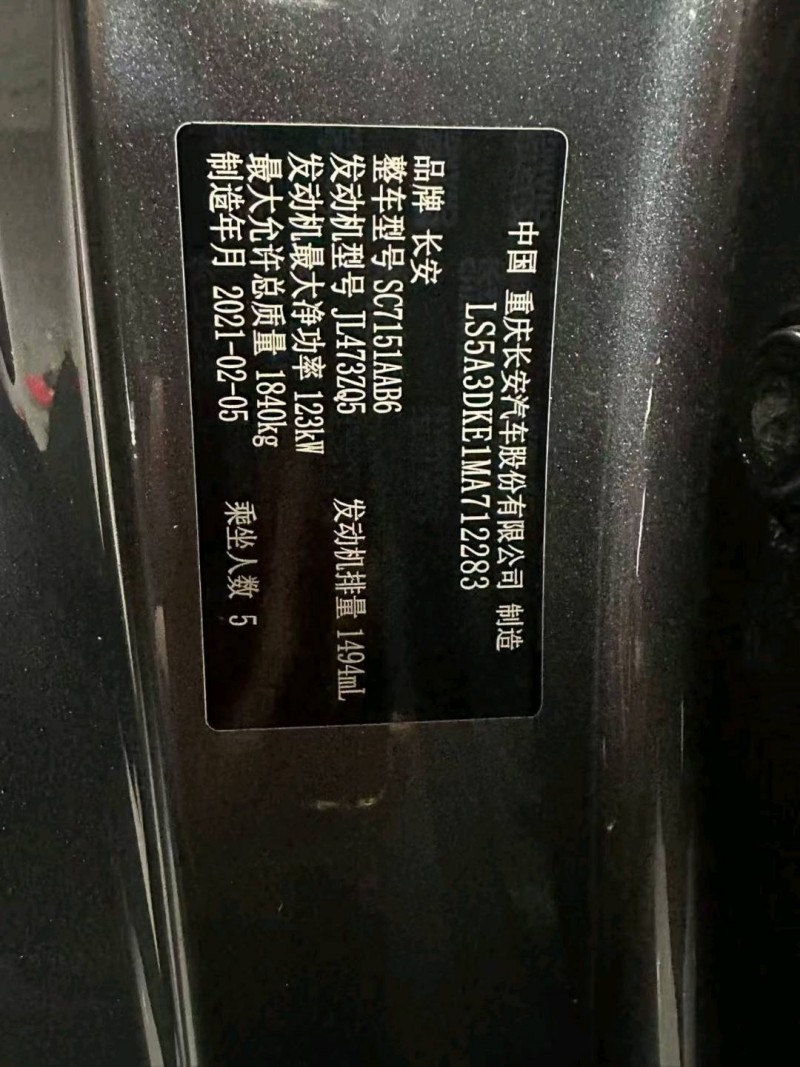 中国 重庆长安汽车股份有限公司 制造
LS5A3DKE1MA712283
品牌 长安
整车型号 SC7151AAB6
发动机型号 JL473ZQ5 发动机排量 1494mL
发动机最大净功率 123kW
最大允许总质量 1840kg
制造年月 2021-02-05 乘坐人数 5